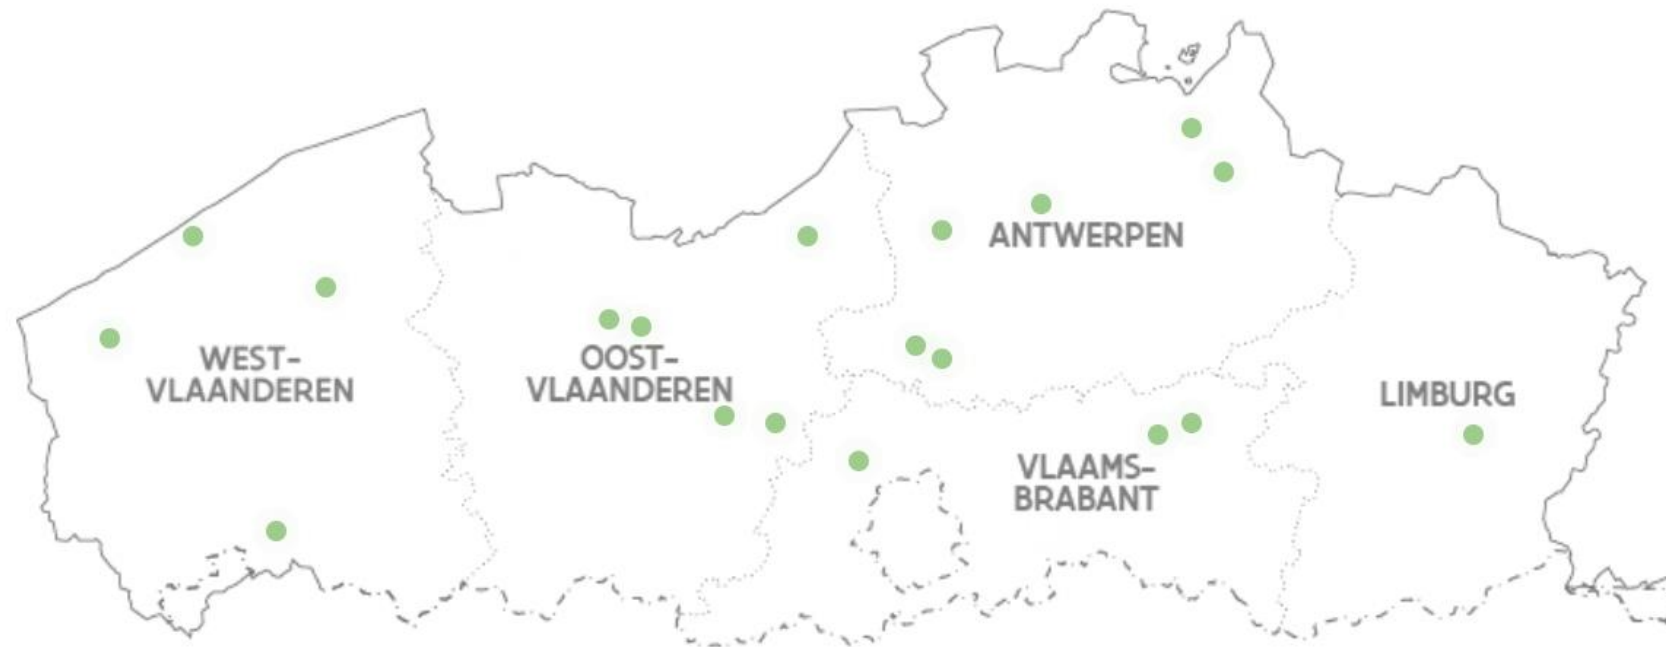 ANTWERPEN
WEST-
VLAANDEREN
OOST-
VLAANDEREN
LIMBURG
VLAAMS-
BRABANT